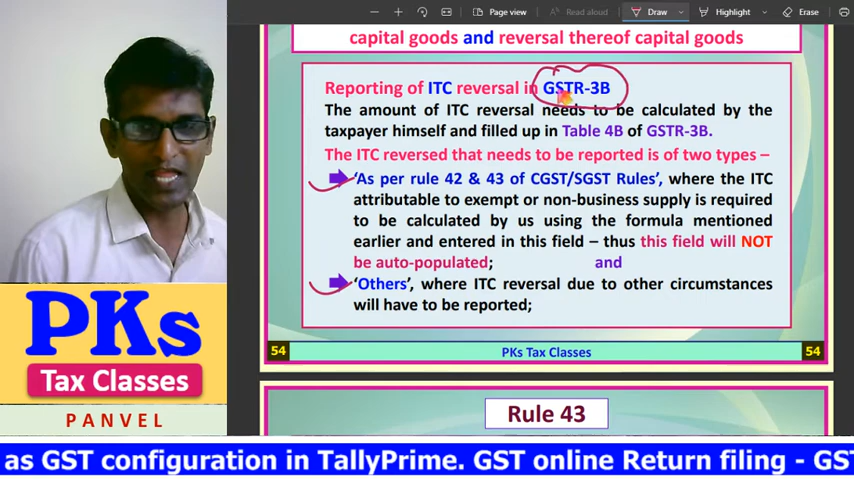 Page view
Read aloud
Draw
Highlight
Erase
capital goods and reversal thereof capital goods
Reporting of ITC reversal in GSTR-3B
The amount of ITC reversal needs to be calculated by the
taxpayer himself and filled up in Table 4B of GSTR-3B.
The ITC reversed that needs to be reported is of two types –
‘As per rule 42 & 43 of CGST/SGST Rules’, where the ITC
attributable to exempt or non-business supply is required
to be calculated by us using the formula mentioned
earlier and entered in this field – thus this field will NOT
be auto-populated; and
‘Others’, where ITC reversal due to other circumstances
will have to be reported;
54 PKs Tax Classes 54
Rule 43
PKs
Tax Classes
PANVEL
as GST configuration in TallyPrime. GST online Return filing - GS